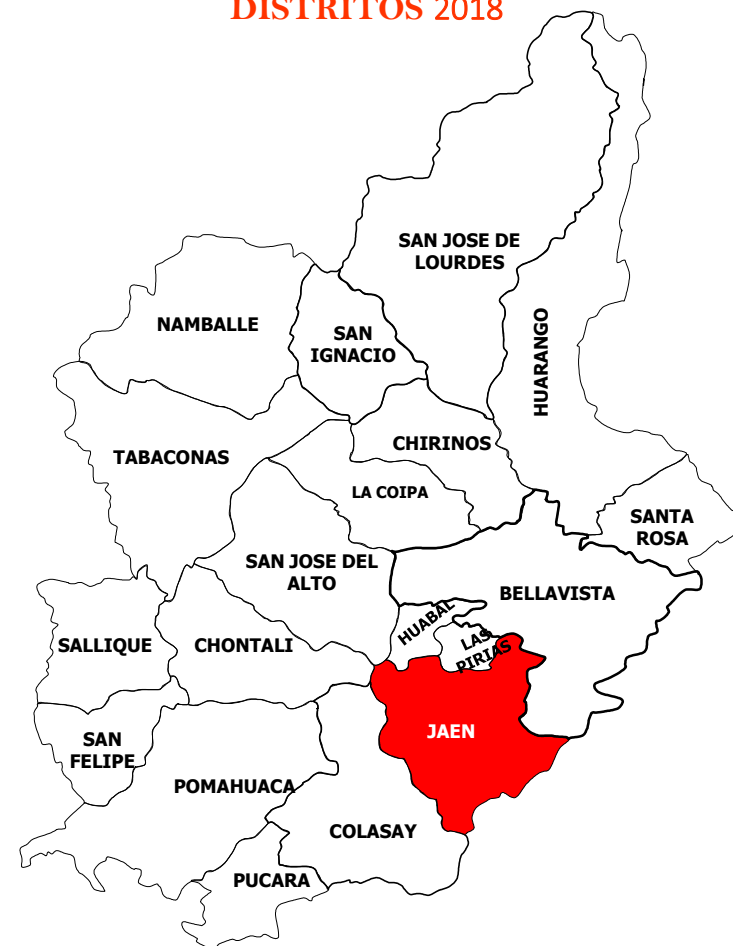 DISTRITOS 2018
SAN JOSE DE
LOURDES
NAMBALLE
SAN
IGNACIO
HUARANGO
CHIRINOS
TABACONAS
LA COIPA
SANTA
ROSA
SAN JOSE DEL
ALTO
BELLAVISTA
HUABAL
LAS
PIRIAS
SALLIQUE
CHONTALI
JAEN
SAN
FELIPE
POMAHUACA
COLASAY
PUCARA